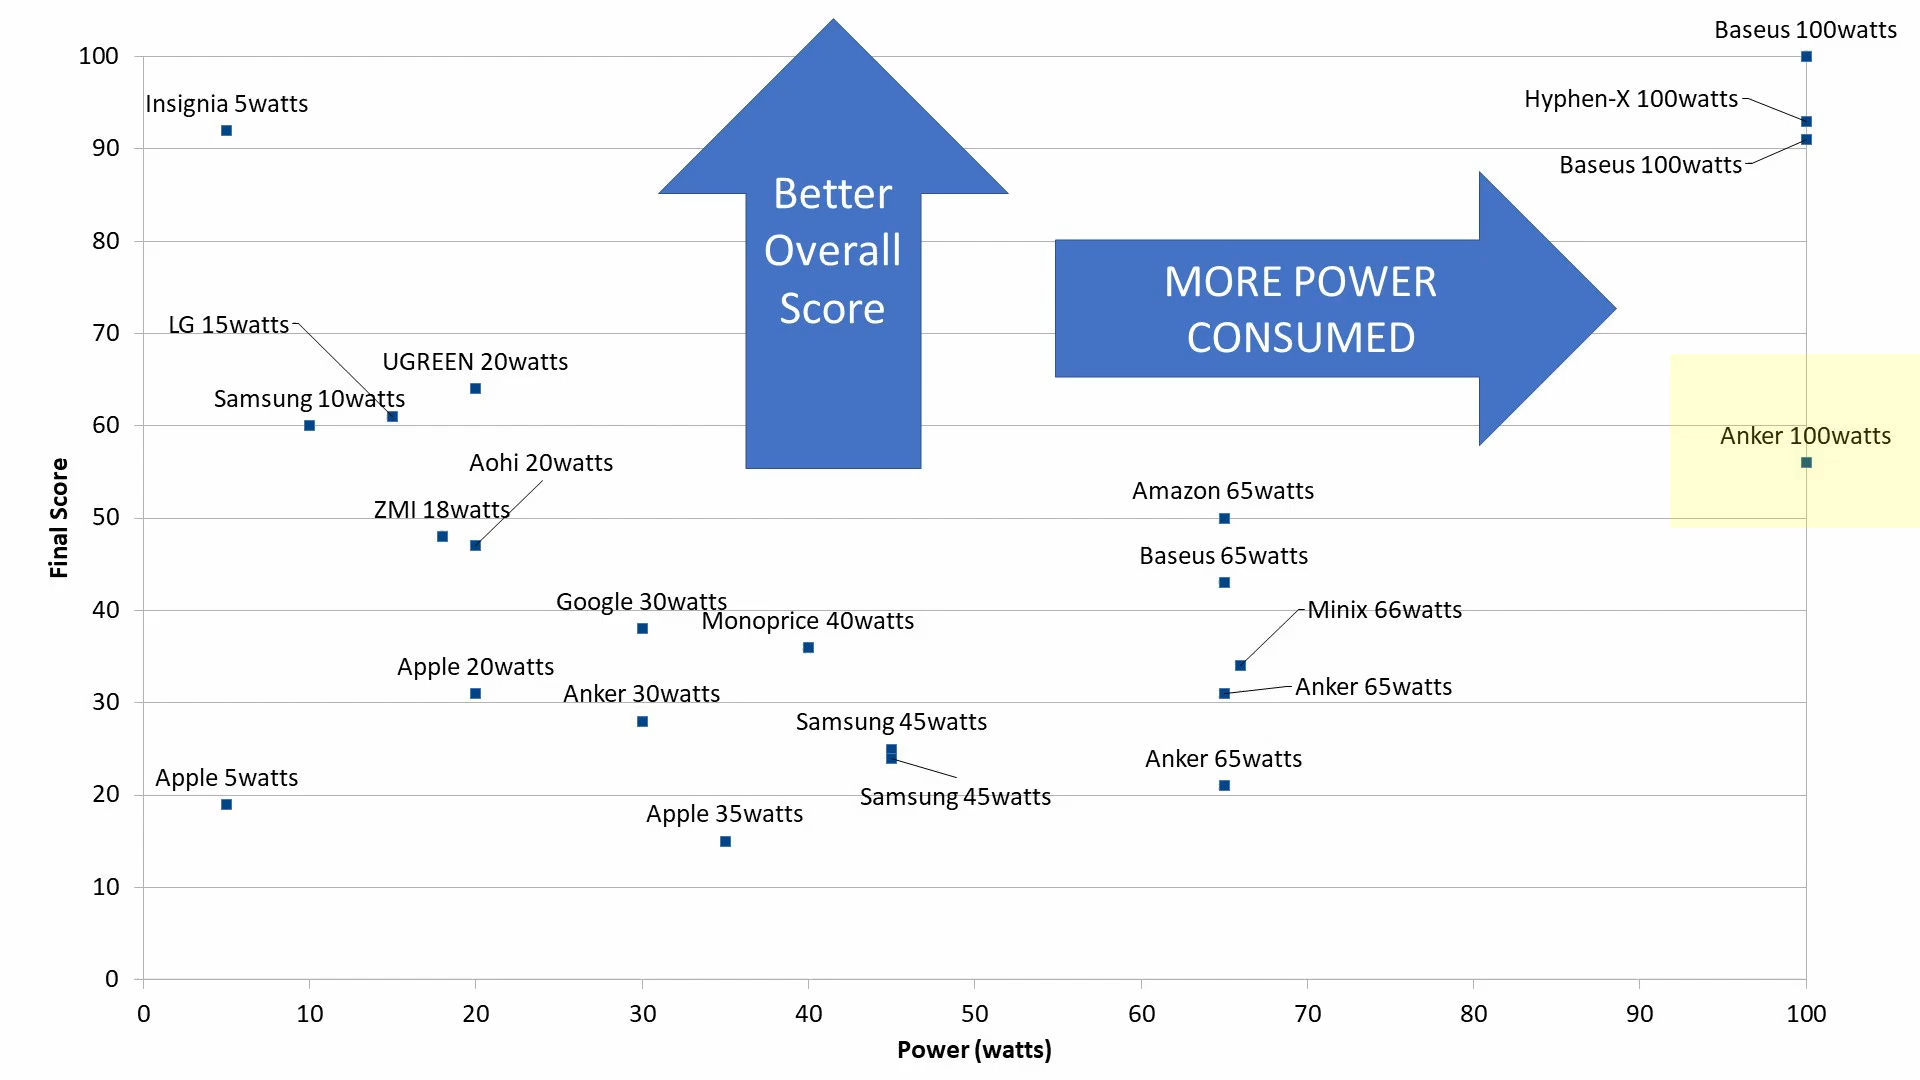 Baseus 100watts
100
Hyphen-X 100watts
Insignia 5watts
90
Baseus 100watts
Better
Overall
Score
80
MORE POWER
CONSUMED
LG 15watts
70
UGREEN 20watts
Samsung 10watts
60
Anker 100watts
Aohi 20watts
Amazon 65watts
ZMI 18watts
50
Final Score
Baseus 65watts
Google 30watts
40
Minix 66watts
Monoprice 40watts
Apple 20watts
Anker 65watts
Anker 30watts
30
Samsung 45watts
Anker 65watts
Apple 5watts
20
Samsung 45watts
Apple 35watts
10
0
0 10 20 30 40 50 60 70 80 90 100
Power (watts)